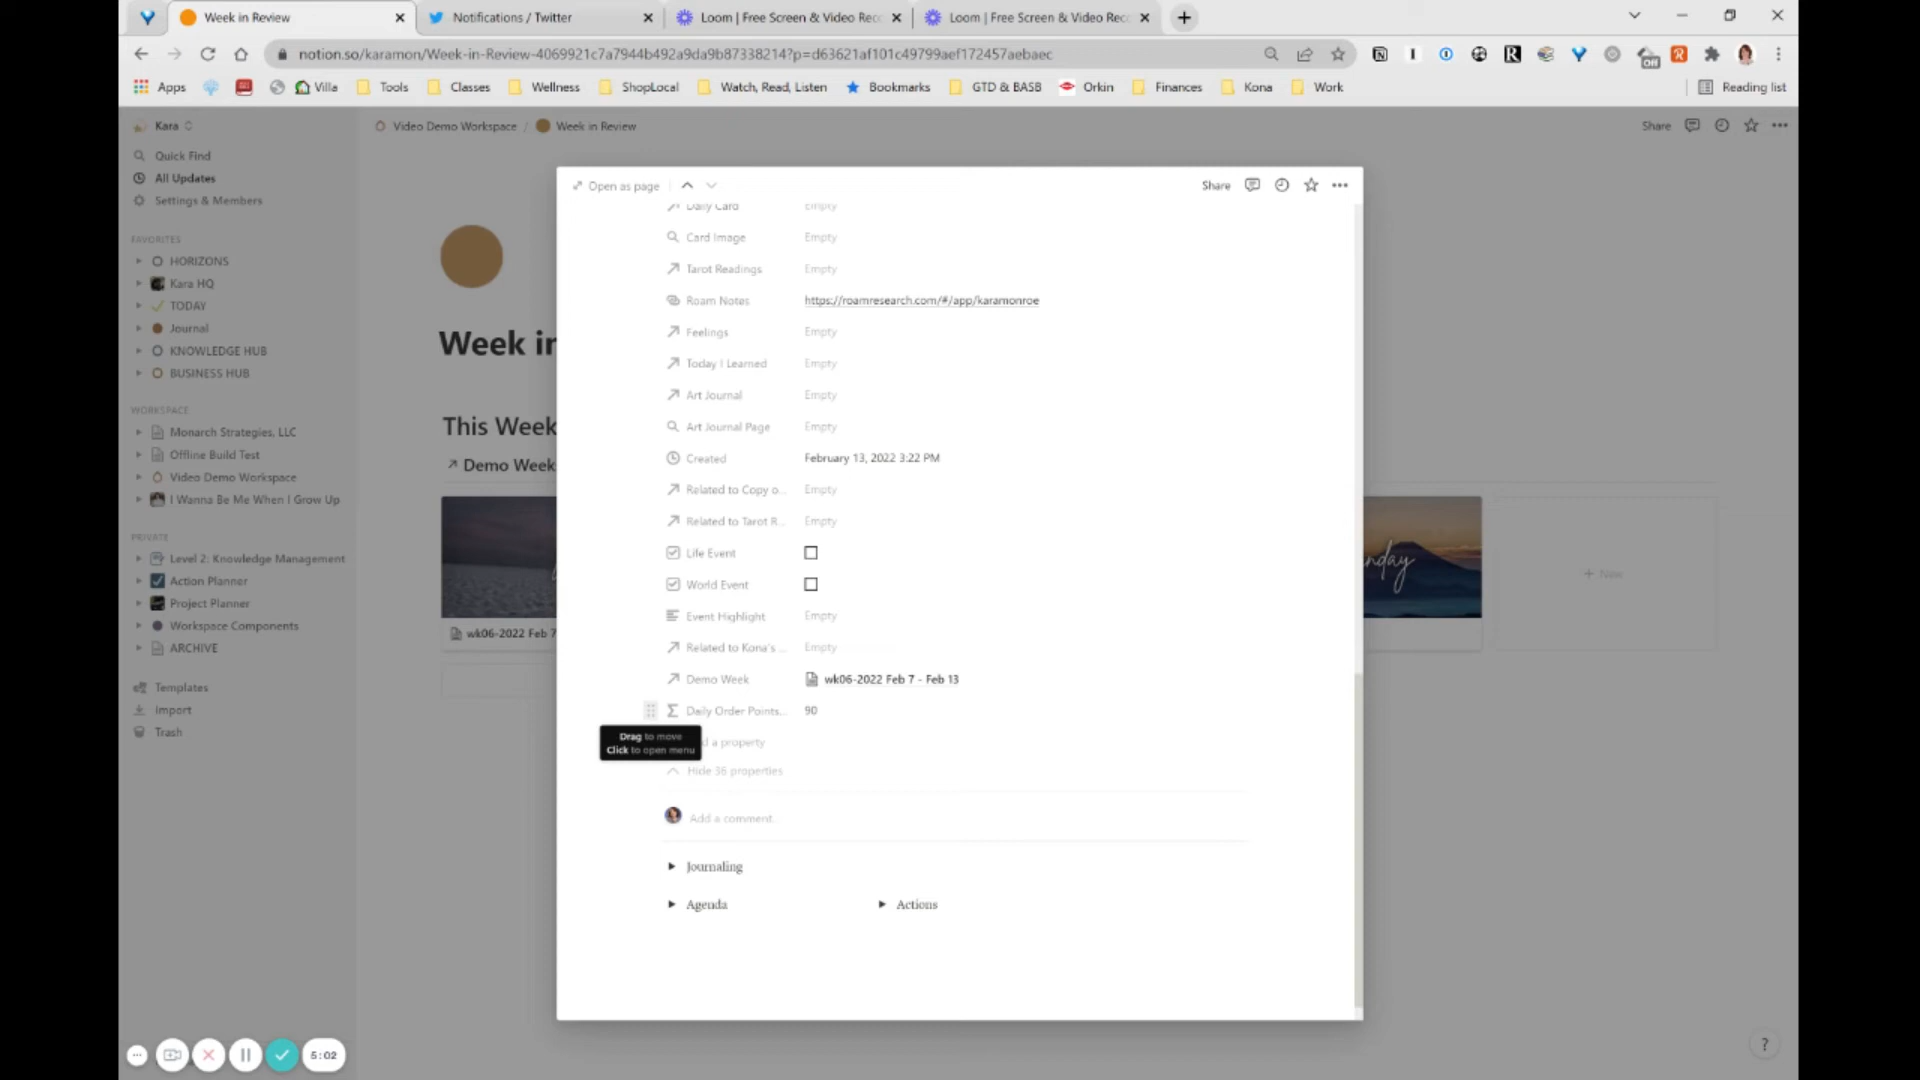 Week in Review
Notifications / Twitter
Loom | Free Screen & Video Rec
Loom | Free Screen & Video Rec
notion.so/karamon/Week-in-Review-4069921c7a7944b492a9da9b87338214?p=d63621af101c49799aef172457aebaec
Off
Apps
Villa
Tools
Classes
Wellness
ShopLocal
Watch, Read, Listen
Bookmarks
GTD & BASB
Orkin
Finances
Kona
Work
Reading list
Kara
Video Demo Workspace / Week in Review
Share
Quick Find
All Updates
Settings & Members
FAVORITES
HORIZONS
Kara HQ
TODAY
Journal
KNOWLEDGE HUB
BUSINESS HUB
WORKSPACE
Monarch Strategies, LLC
Offline Build Test
Video Demo Workspace
I Wanna Be Me When I Grow Up
PRIVATE
Level 2: Knowledge Management
Action Planner
Project Planner
Workspace Components
ARCHIVE
Templates
Import
Trash
Week in
This Week
Demo Week
wk06-2022 Feb 7
nday
+ New
Open as page
Share
Daily Card Empty
Card Image Empty
Tarot Readings Empty
Roam Notes https://roamresearch.com/#/app/karamonroe
Feelings Empty
Today I Learned Empty
Art Journal Empty
Art Journal Page Empty
Created February 13, 2022 3:22 PM
Related to Copy o... Empty
Related to Tarot R... Empty
Life Event
World Event
Event Highlight Empty
Related to Kona's ... Empty
Demo Week wk06-2022 Feb 7 - Feb 13
Daily Order Points... 90
Drag to move
Click to open menu
d a property
Hide 36 properties
Add a comment...
Journaling
Agenda
Actions
5:02
?